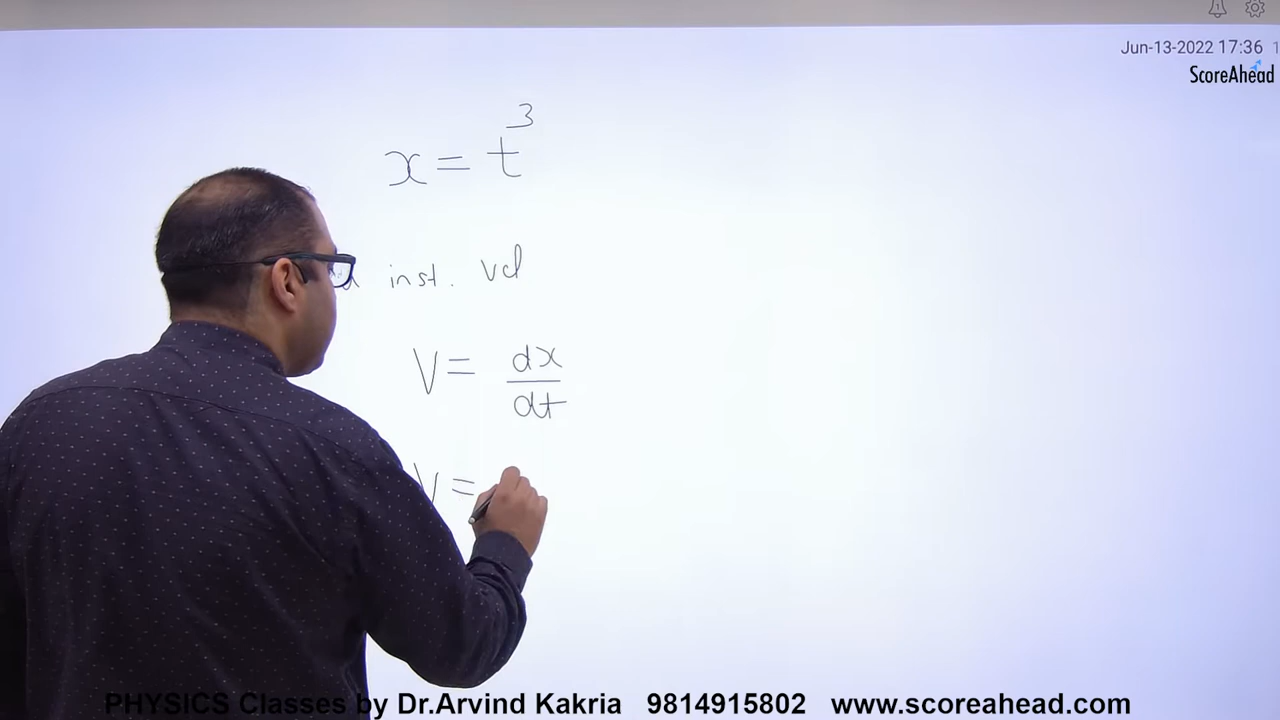 Jun-13-2022 17:36 1
ScoreAhead
x = t³
inst. vel
V = dx/dt
V =
PHYSICS Classes by Dr.Arvind Kakria 9814915802 www.scoreahead.com